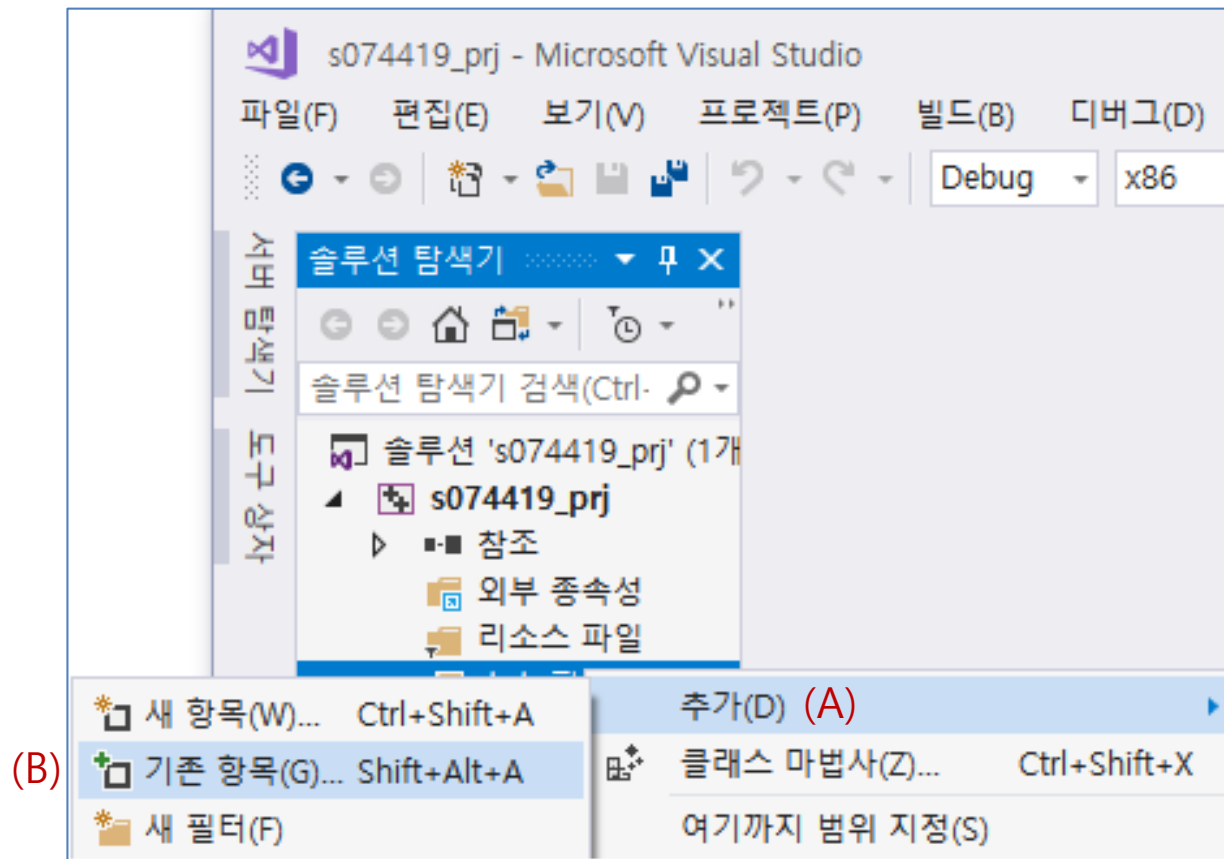 s074419_prj - Microsoft Visual Studio
파일(F) 편집(E) 보기(V) 프로젝트(P) 빌드(B) 디버그(D)
Debug x86
서버 탐색기
도구 상자
솔루션 탐색기
솔루션 탐색기 검색(Ctrl-
솔루션 's074419_prj' (1개
s074419_prj
참조
외부 종속성
리소스 파일
추가(D) (A)
클래스 마법사(Z)... Ctrl+Shift+X
여기까지 범위 지정(S)
새 항목(W)... Ctrl+Shift+A
(B) 기존 항목(G)... Shift+Alt+A
새 필터(F)